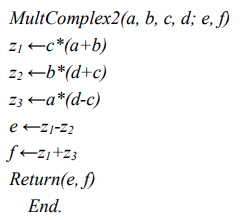 MultComplex2(a, b, c, d; e, f)
z₁ ←c*(a+b)
z₂ ←b*(d+c)
z₃ ←a*(d-c)
e ←z₁-z₂
f ←z₁+z₃
Return(e, f)
End.